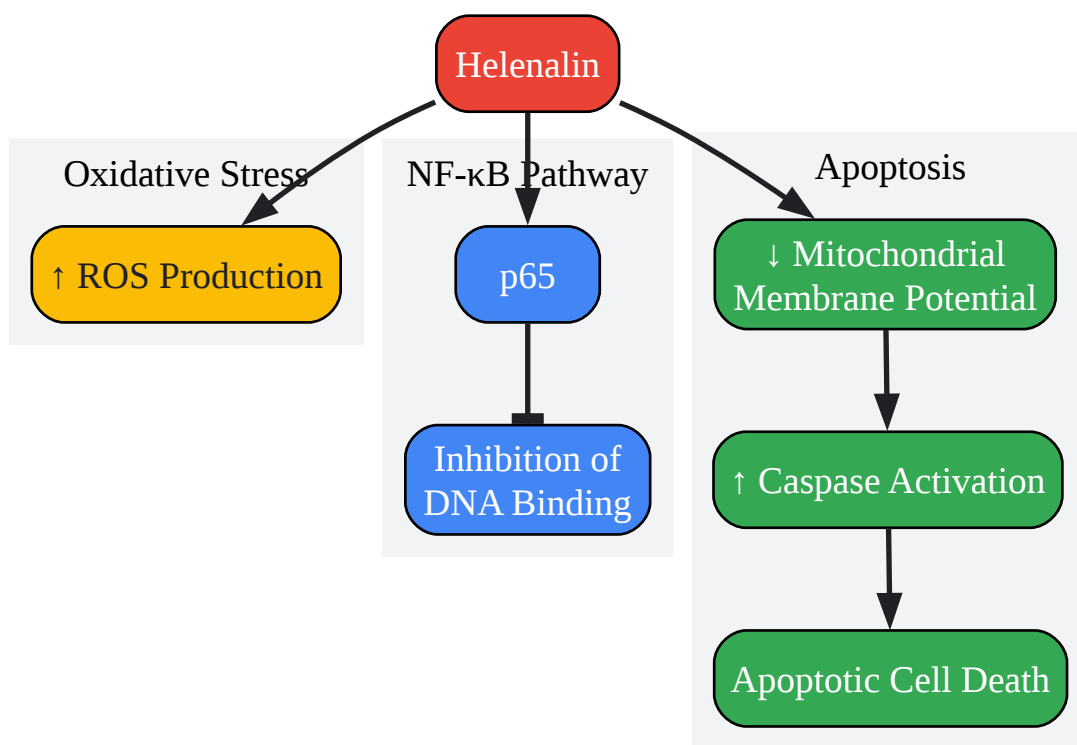 Helenalin
Oxidative Stress
↑ ROS Production
NF-κB Pathway
p65
Inhibition of
DNA Binding
Apoptosis
↓ Mitochondrial
Membrane Potential
↑ Caspase Activation
Apoptotic Cell Death